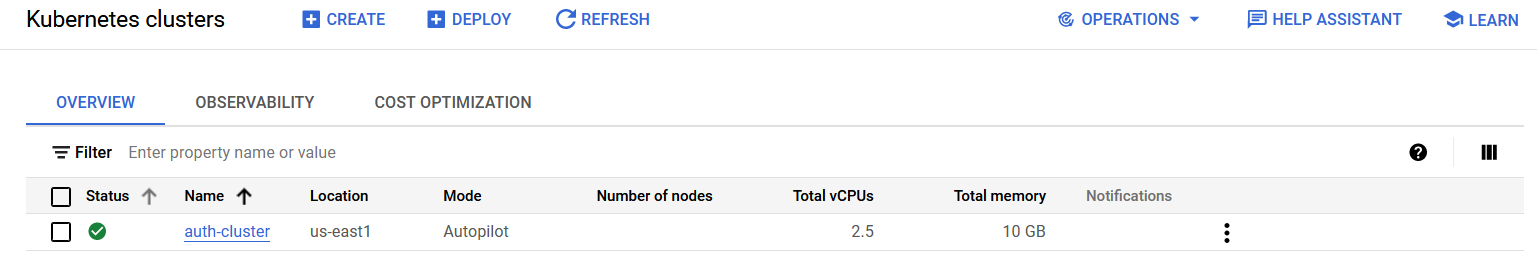 Kubernetes clusters CREATE DEPLOY REFRESH OPERATIONS HELP ASSISTANT LEARN
OVERVIEW OBSERVABILITY COST OPTIMIZATION
Filter Enter property name or value
Status Name Location Mode Number of nodes Total vCPUs Total memory Notifications
auth-cluster us-east1 Autopilot 2.5 10 GB